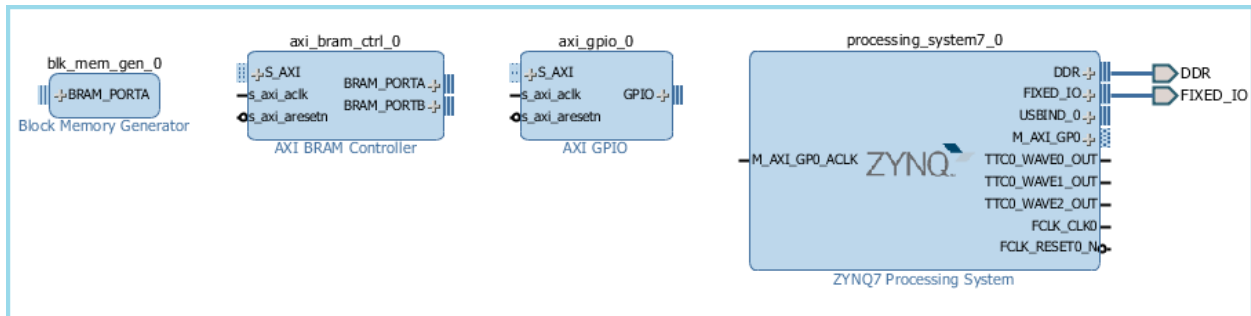 blk_mem_gen_0
BRAM_PORTA
Block Memory Generator
axi_bram_ctrl_0
S_AXI
s_axi_aclk
s_axi_aresetn
BRAM_PORTA
BRAM_PORTB
AXI BRAM Controller
axi_gpio_0
S_AXI
s_axi_aclk
s_axi_aresetn
GPIO
AXI GPIO
processing_system7_0
M_AXI_GP0_ACLK
ZYNQ
DDR
FIXED_IO
USBIND_0
M_AXI_GP0
TTC0_WAVE0_OUT
TTC0_WAVE1_OUT
TTC0_WAVE2_OUT
FCLK_CLK0
FCLK_RESET0_N
ZYNQ7 Processing System
DDR
FIXED_IO